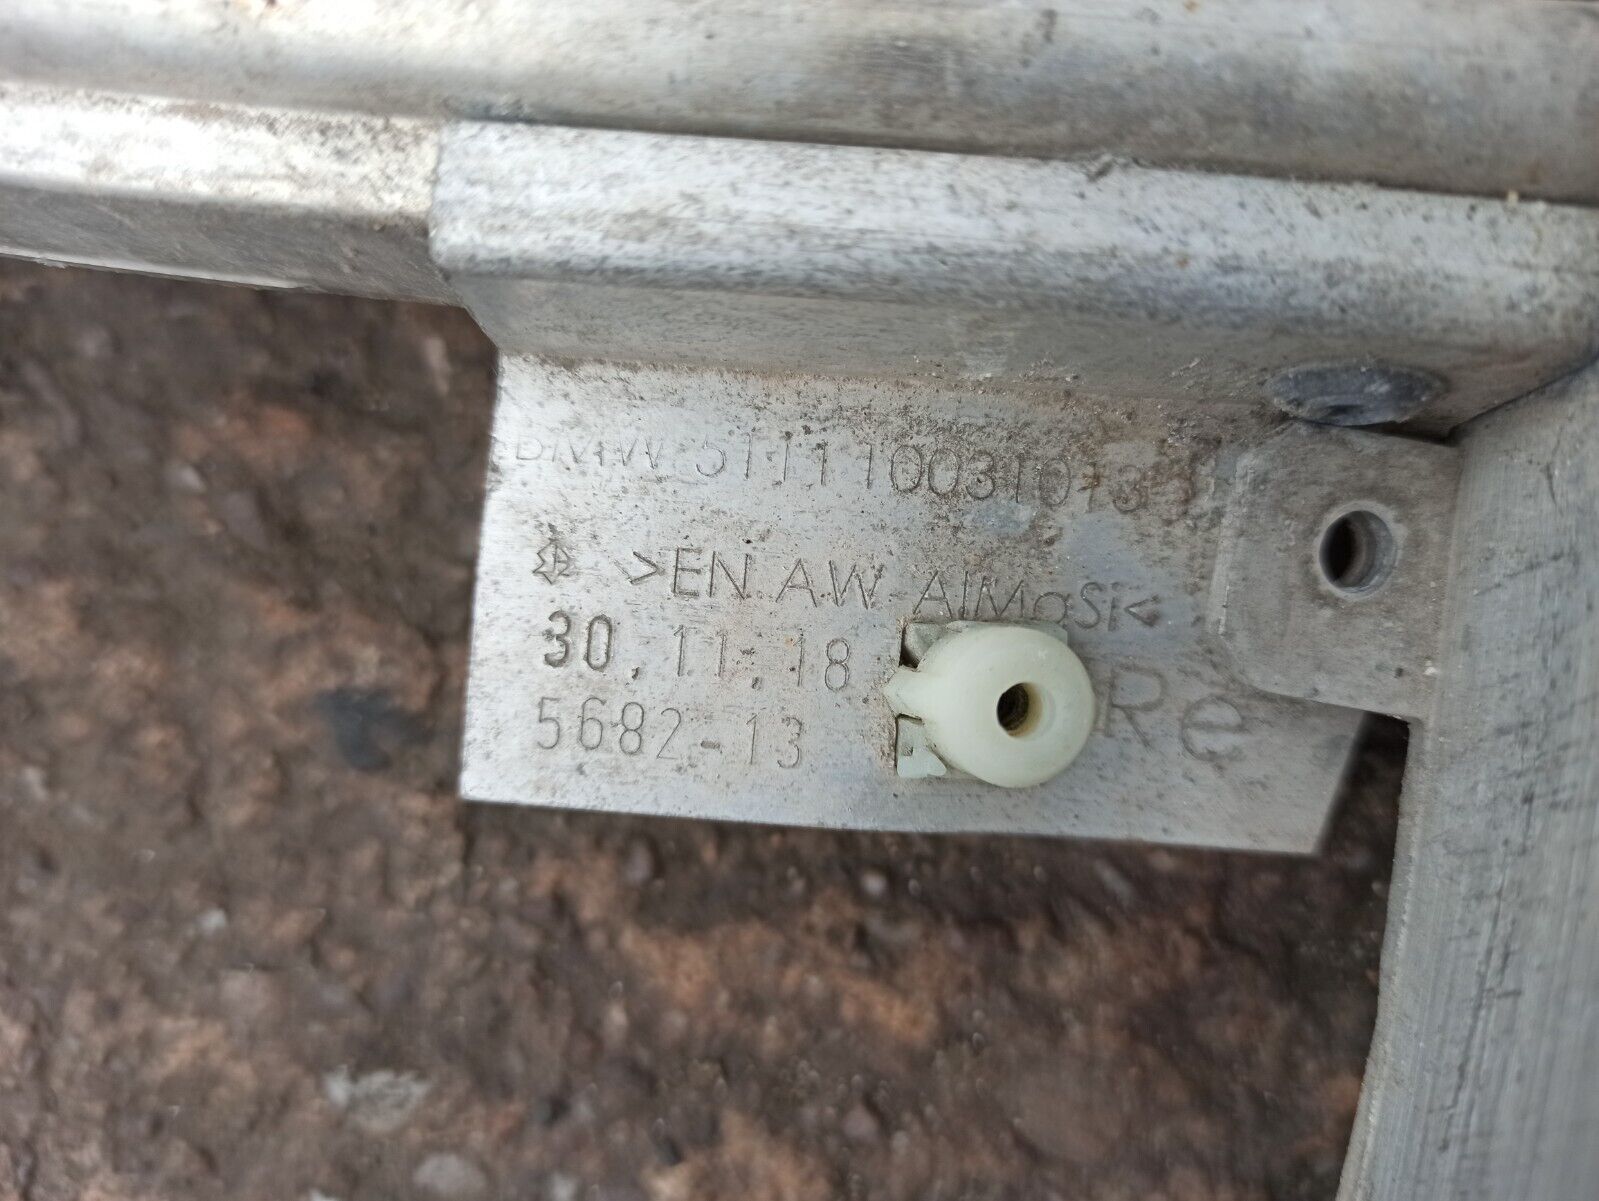 BMW 5111 10031013
>EN AW AlMgSi<
30.11.18
5682-13 Re